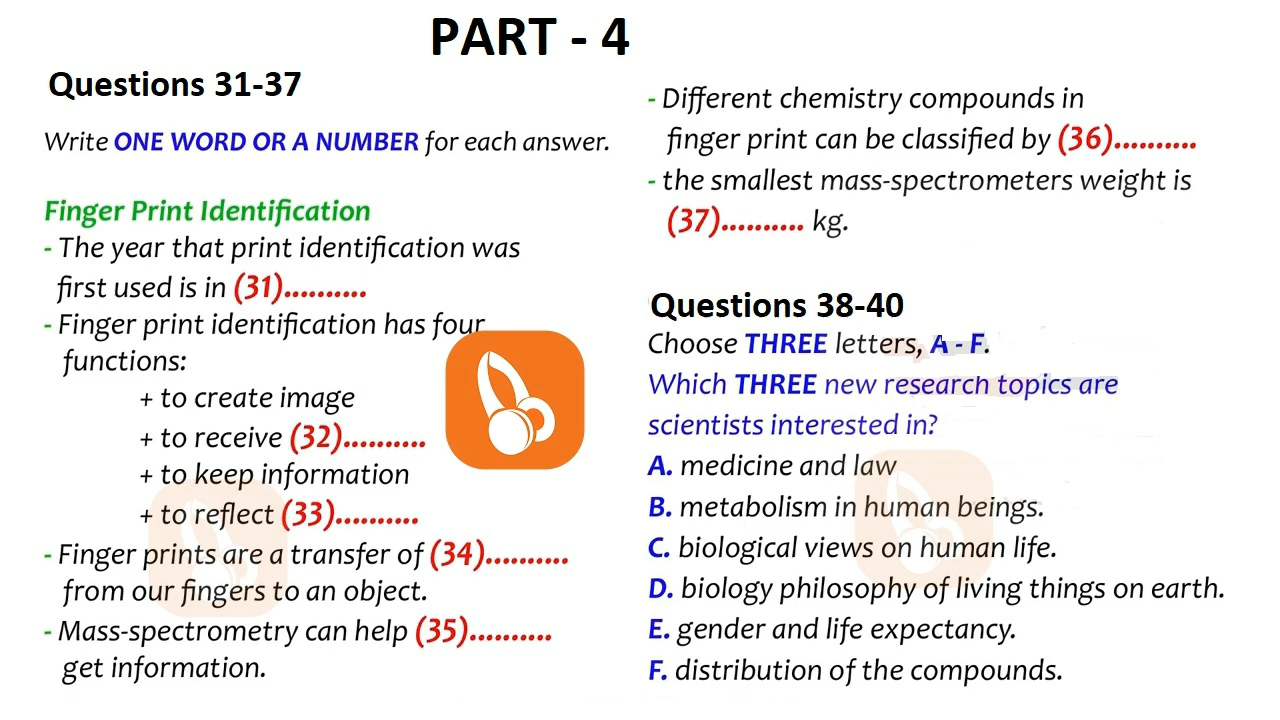 PART - 4
Questions 31-37
Write ONE WORD OR A NUMBER for each answer.
Finger Print Identification
- The year that print identification was
first used is in (31)..........
- Finger print identification has four
functions:
+ to create image
+ to receive (32)..........
+ to keep information
+ to reflect (33)..........
- Finger prints are a transfer of (34)..........
from our fingers to an object.
- Mass-spectrometry can help (35)..........
get information.
- Different chemistry compounds in
finger print can be classified by (36)..........
- the smallest mass-spectrometers weight is
(37).......... kg.
Questions 38-40
Choose THREE letters, A - F.
Which THREE new research topics are
scientists interested in?
A. medicine and law
B. metabolism in human beings.
C. biological views on human life.
D. biology philosophy of living things on earth.
E. gender and life expectancy.
F. distribution of the compounds.